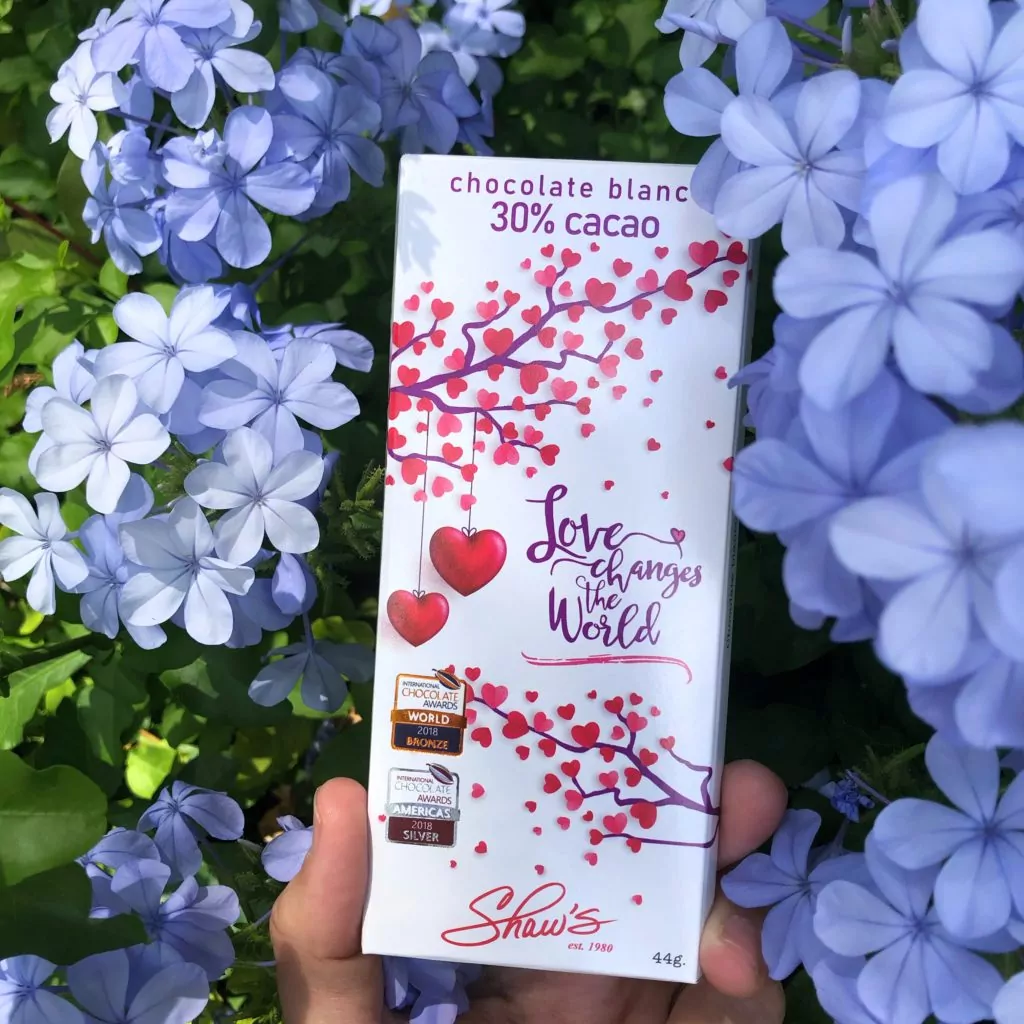 chocolate blanc
30% cacao
Love
changes
the
World
INTERNATIONAL
CHOCOLATE
AWARDS
WORLD
2018
BRONZE
INTERNATIONAL
CHOCOLATE
AWARDS
AMERICAS
2018
SILVER
Shaw's
est. 1980
44g.